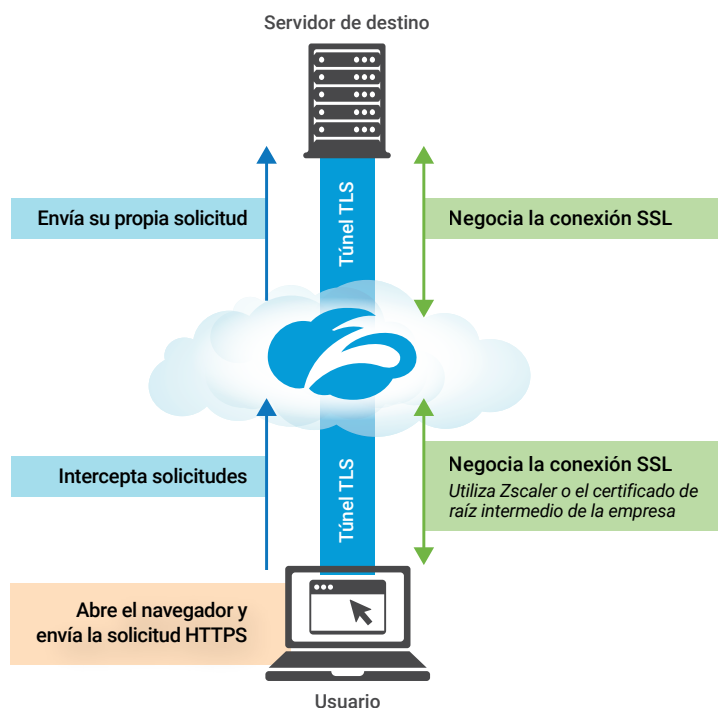 Servidor de destino
Túnel TLS
Envía su propia solicitud
Negocia la conexión SSL
Intercepta solicitudes
Túnel TLS
Negocia la conexión SSL
Utiliza Zscaler o el certificado de
raíz intermedio de la empresa
Abre el navegador y
envía la solicitud HTTPS
Usuario